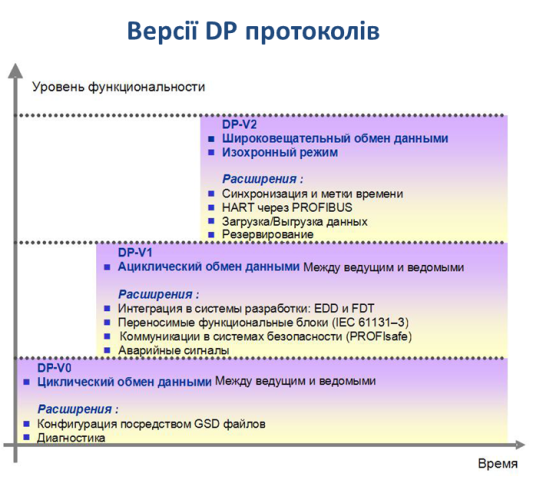 Версії DP протоколів
Уровень функциональности
DP-V2
Широковещательный обмен данными
Изохронный режим
Расширения :
Синхронизация и метки времени
HART через PROFIBUS
Загрузка/Выгрузка данных
Резервирование
DP-V1
Ациклический обмен данными Между ведущим и ведомыми
Расширения :
Интеграция в системы разработки: EDD и FDT
Переносимые функциональные блоки (IEC 61131–3)
Коммуникации в системах безопасности (PROFIsafe)
Аварийные сигналы
DP-V0
Циклический обмен данными Между ведущим и ведомыми
Расширения :
Конфигурация посредством GSD файлов
Диагностика
Время